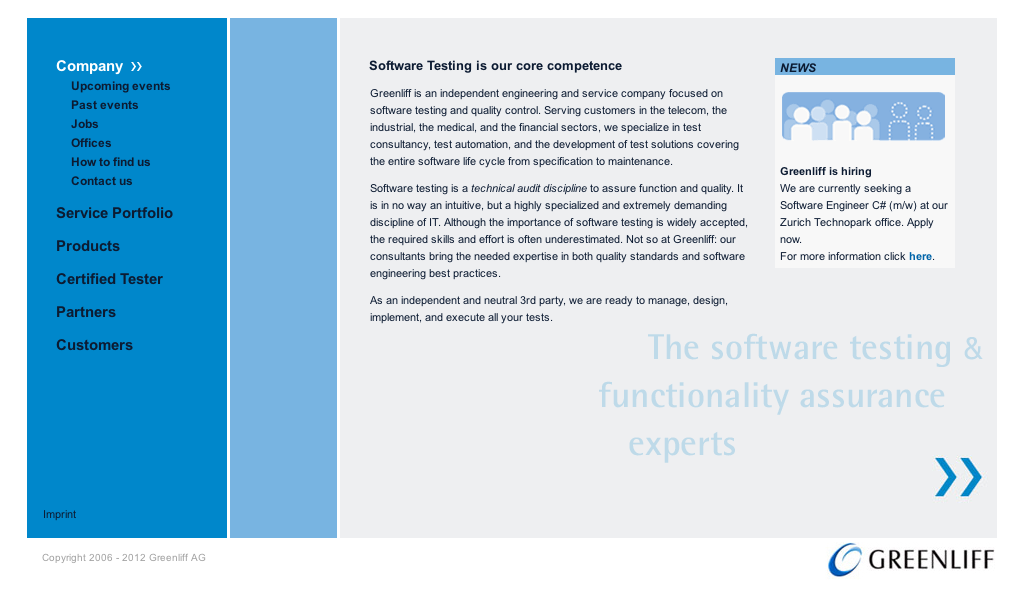 Company
Upcoming events
Past events
Jobs
Offices
How to find us
Contact us
Service Portfolio
Products
Certified Tester
Partners
Customers
Imprint
Software Testing is our core competence
Greenliff is an independent engineering and service company focused on
software testing and quality control. Serving customers in the telecom, the
industrial, the medical, and the financial sectors, we specialize in test
consultancy, test automation, and the development of test solutions covering
the entire software life cycle from specification to maintenance.
Software testing is a technical audit discipline to assure function and quality. It
is in no way an intuitive, but a highly specialized and extremely demanding
discipline of IT. Although the importance of software testing is widely accepted,
the required skills and effort is often underestimated. Not so at Greenliff: our
consultants bring the needed expertise in both quality standards and software
engineering best practices.
As an independent and neutral 3rd party, we are ready to manage, design,
implement, and execute all your tests.
NEWS
Greenliff is hiring
We are currently seeking a
Software Engineer C# (m/w) at our
Zurich Technopark office. Apply
now.
For more information click here.
The software testing &
functionality assurance
experts
Copyright 2006 - 2012 Greenliff AG
GREENLIFF